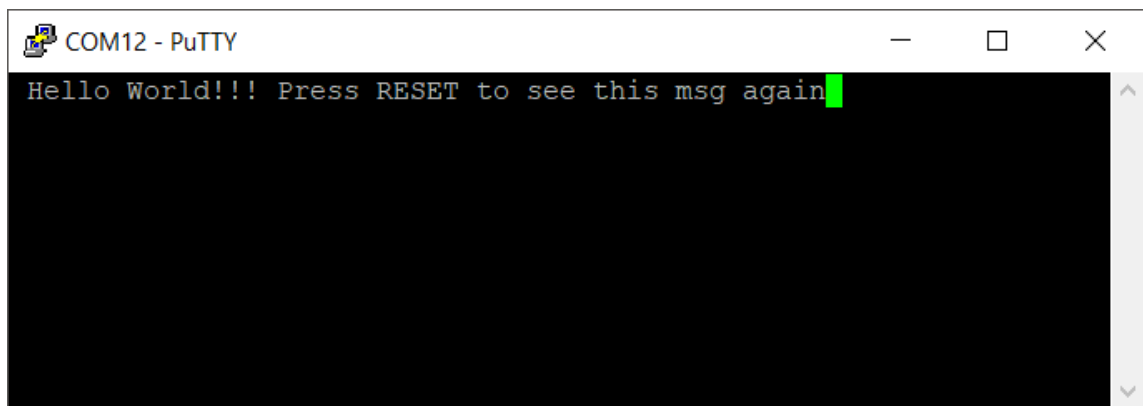 COM12 - PuTTY
Hello World!!! Press RESET to see this msg again